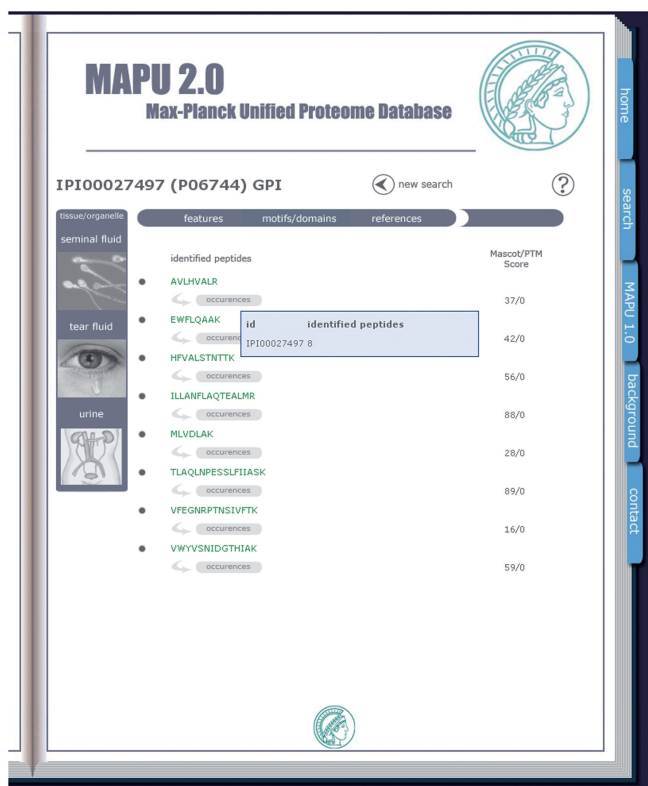 MAPU 2.0
Max-Planck Unified Proteome Database
IPI00027497 (P06744) GPI
new search
?
tissue/organelle
features motifs/domains references
seminal fluid
tear fluid
urine
identified peptides
Mascot/PTM
Score
AVLHVALR
occurences
37/0
EWFLQAAK
occurenc
42/0
id identified peptides
IPI00027497 8
HFVALSTNTTK
occurences
56/0
ILLANFLAQTEALMR
occurences
88/0
MLVDLAK
occurences
28/0
TLAQLNPESSLFIIASK
occurences
89/0
VFEGNRPTNSIVFTK
occurences
16/0
VWYVSNIDGTHIAK
occurences
59/0
home
search
MAPU 1.0
background
contact